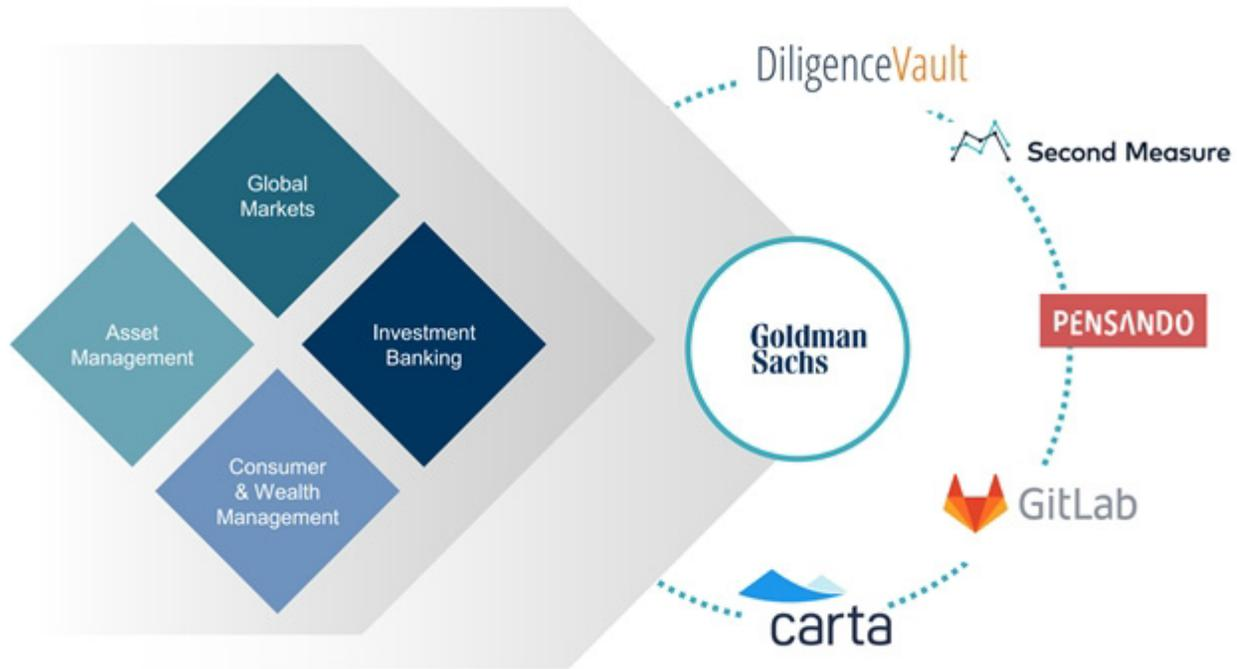 Global
Markets
Asset
Management
Investment
Banking
Consumer
& Wealth
Management
Goldman
Sachs
DiligenceVault
Second Measure
PENSANDO
GitLab
carta